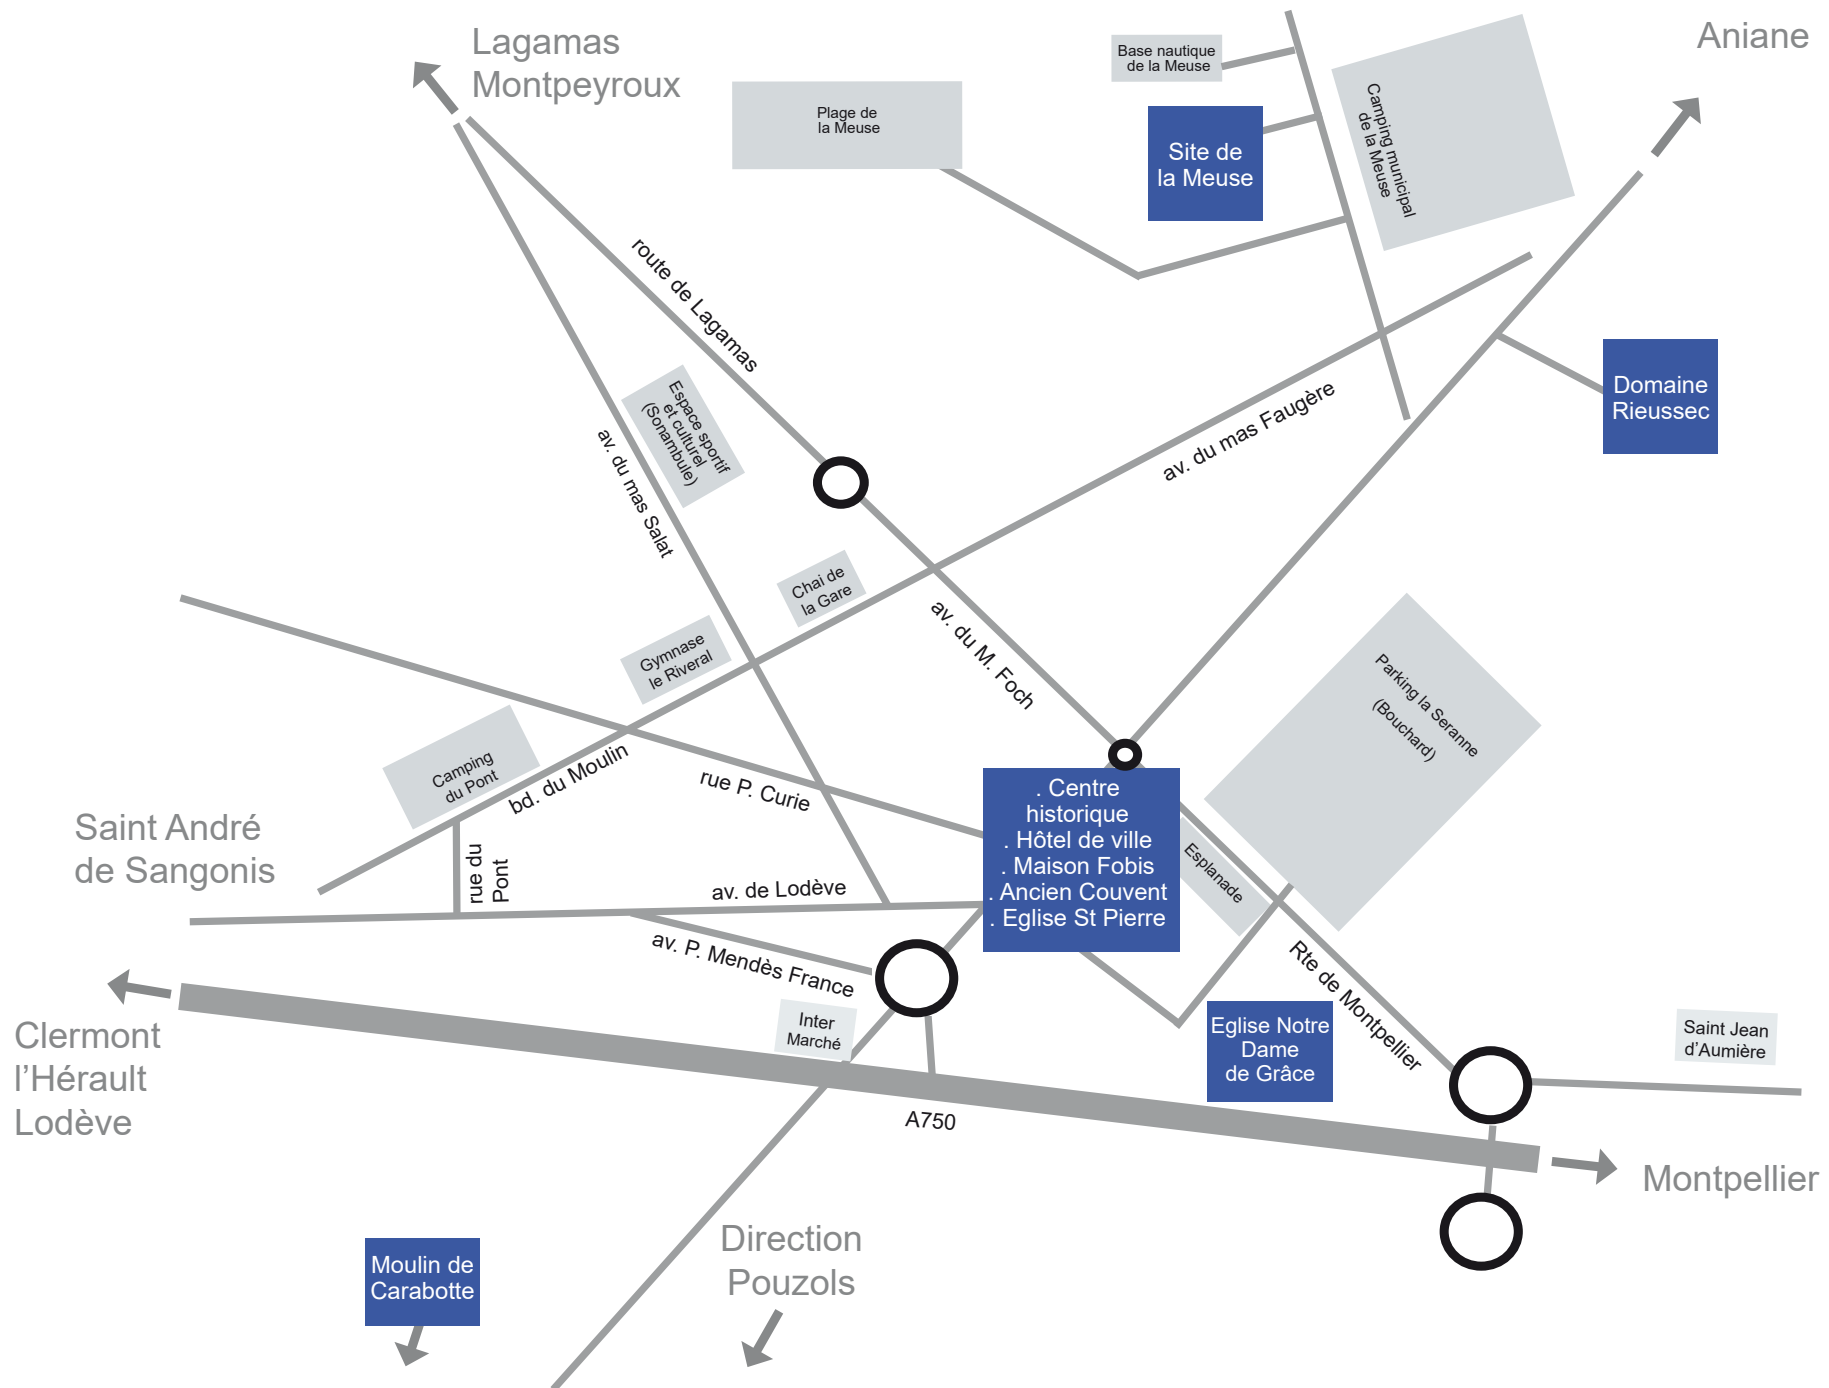 Lagamas
Montpeyroux
Aniane
Base nautique
de la Meuse
Plage de
la Meuse
Site de
la Meuse
Camping municipal
de la Meuse
route de Lagamas
Espace sportif
et culturel
(Sonambule)
av. du mas Salat
av. du mas Faugère
Domaine
Rieussec
Chai de
la Gare
Gymnase
le Riveral
av. du M. Foch
Camping
du Pont
bd. du Moulin
rue P. Curie
Parking la Seranne
(Bouchard)
. Centre
historique
. Hôtel de ville
. Maison Fobis
. Ancien Couvent
. Eglise St Pierre
Esplanade
Saint André
de Sangonis
rue du
Pont
av. de Lodève
av. P. Mendès France
Rte de Montpellier
Inter
Marché
Eglise Notre
Dame
de Grâce
Saint Jean
d’Aumière
Clermont
l’Hérault
Lodève
A750
Montpellier
Moulin de
Carabotte
Direction
Pouzols